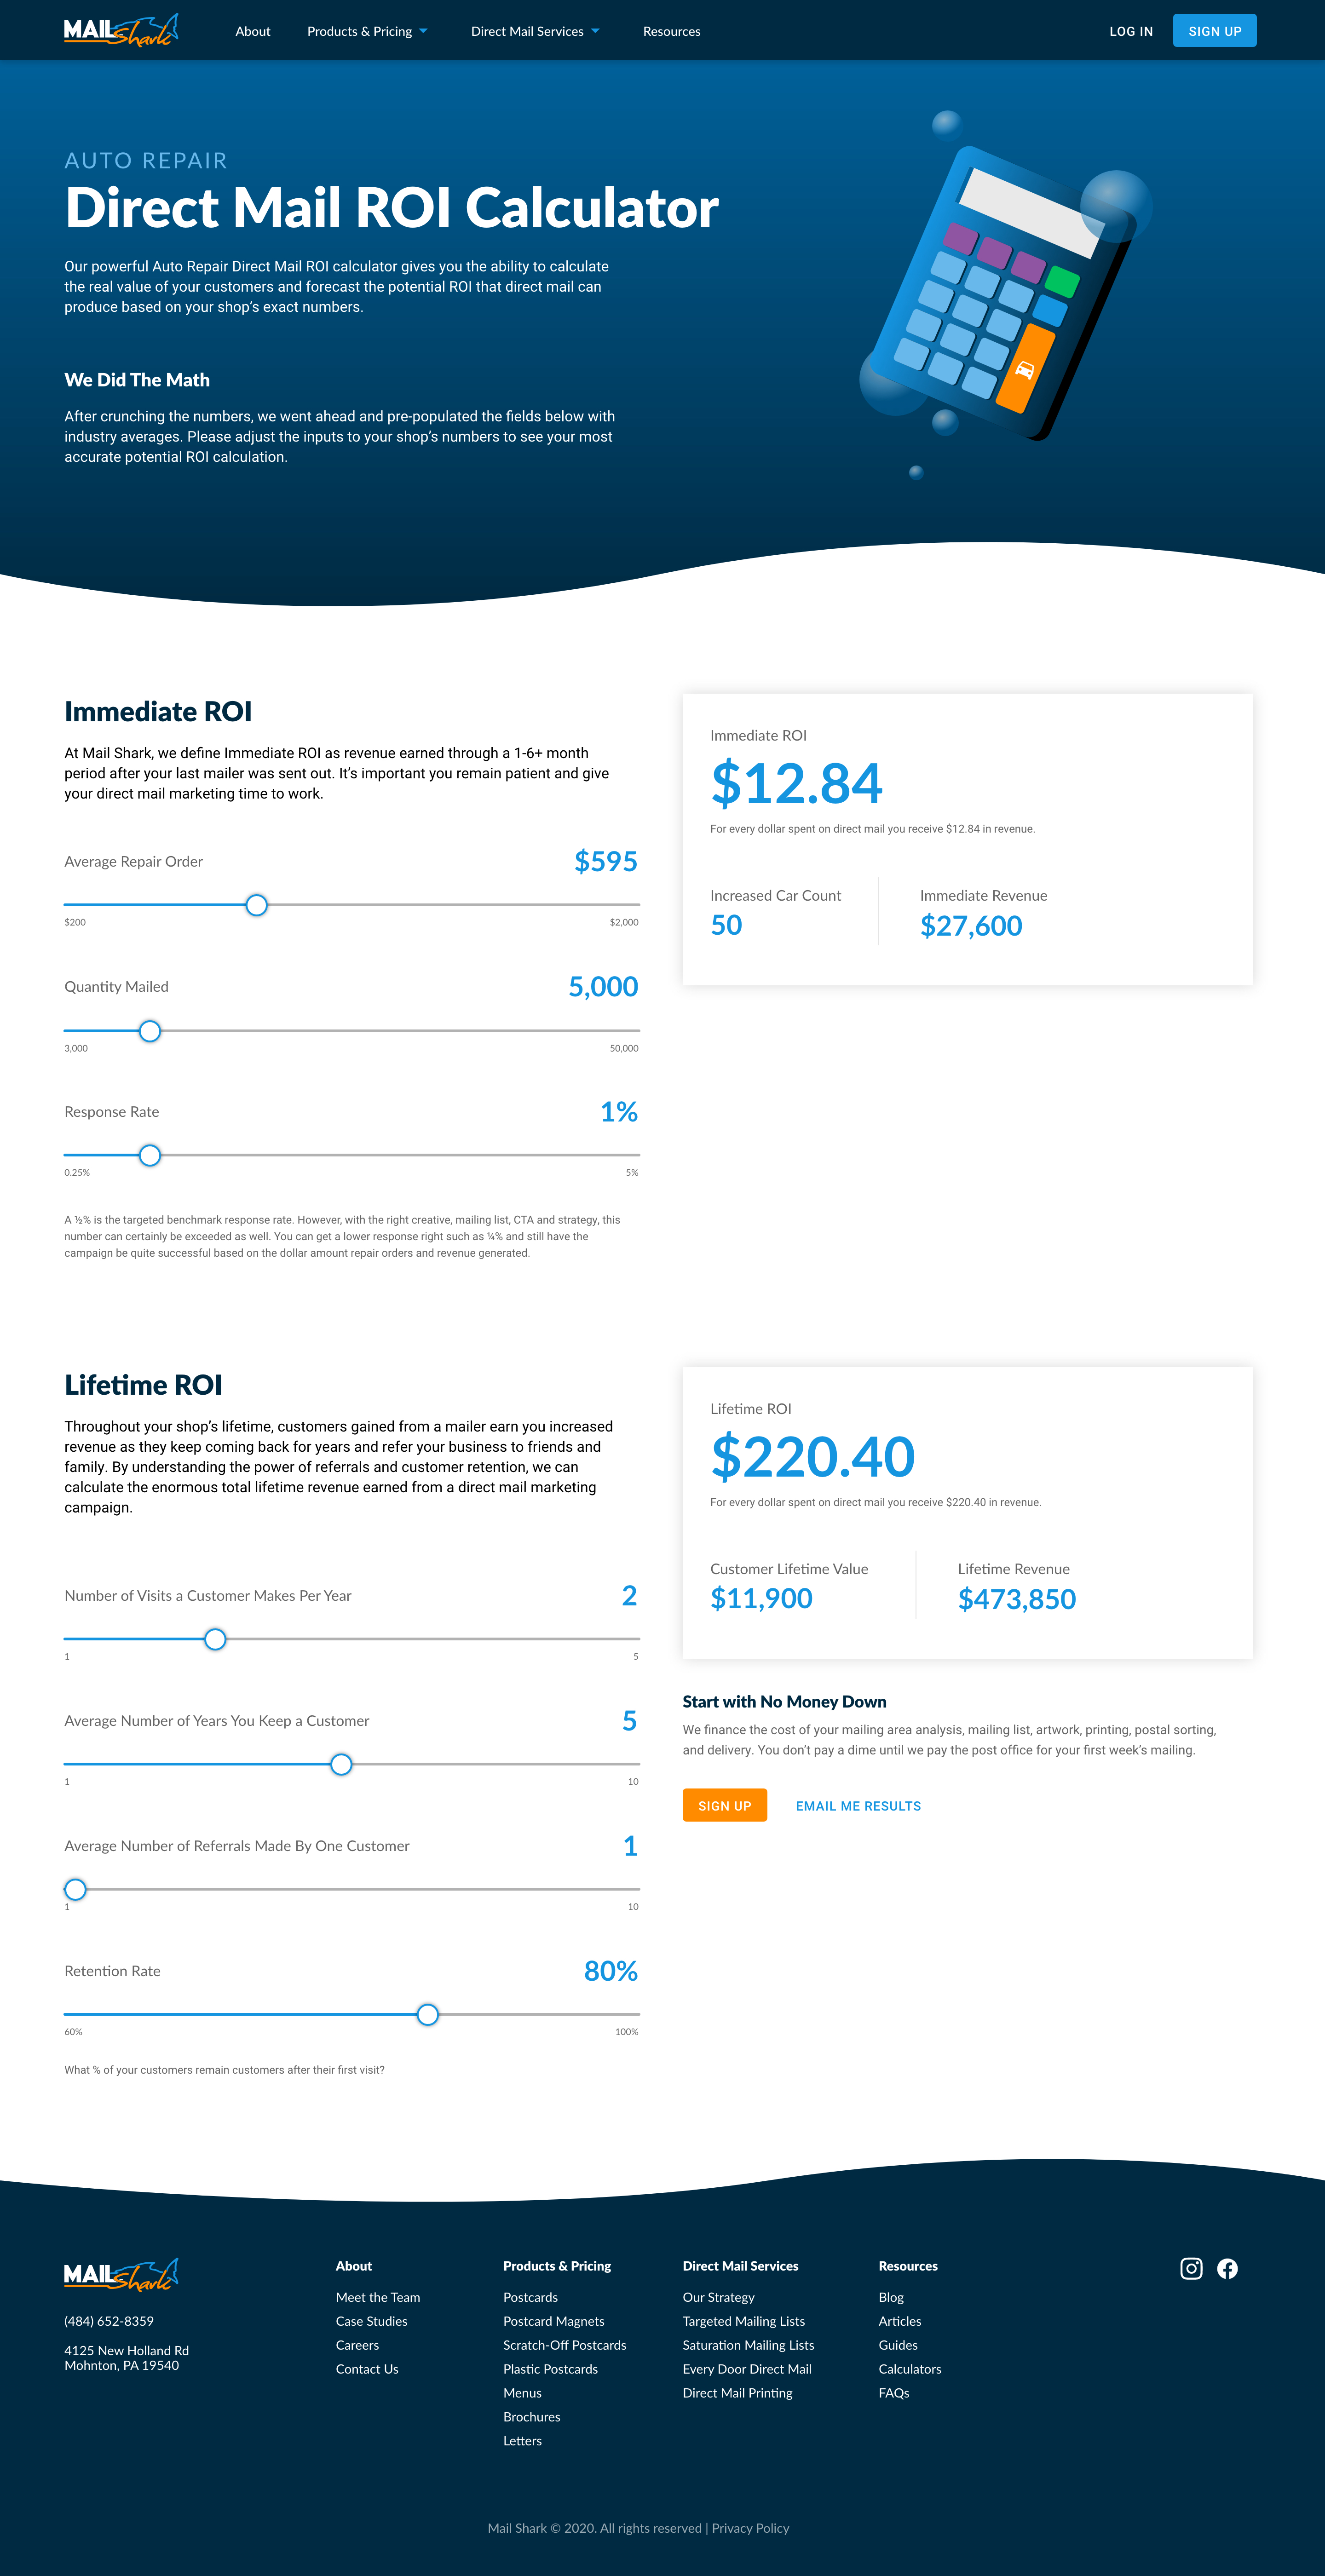 MAIL Shark
About
Products & Pricing
Direct Mail Services
Resources
LOG IN
SIGN UP
AUTO REPAIR
Direct Mail ROI Calculator
Our powerful Auto Repair Direct Mail ROI calculator gives you the ability to calculate
the real value of your customers and forecast the potential ROI that direct mail can
produce based on your shop’s exact numbers.
We Did The Math
After crunching the numbers, we went ahead and pre-populated the fields below with
industry averages. Please adjust the inputs to your shop’s numbers to see your most
accurate potential ROI calculation.
Immediate ROI
At Mail Shark, we define Immediate ROI as revenue earned through a 1-6+ month
period after your last mailer was sent out. It’s important you remain patient and give
your direct mail marketing time to work.
Average Repair Order
$595
$200
$2,000
Quantity Mailed
5,000
3,000
50,000
Response Rate
1%
0.25%
5%
A ½% is the targeted benchmark response rate. However, with the right creative, mailing list, CTA and strategy, this
number can certainly be exceeded as well. You can get a lower response right such as ¼% and still have the
campaign be quite successful based on the dollar amount repair orders and revenue generated.
Immediate ROI
$12.84
For every dollar spent on direct mail you receive $12.84 in revenue.
Increased Car Count
50
Immediate Revenue
$27,600
Lifetime ROI
Throughout your shop’s lifetime, customers gained from a mailer earn you increased
revenue as they keep coming back for years and refer your business to friends and
family. By understanding the power of referrals and customer retention, we can
calculate the enormous total lifetime revenue earned from a direct mail marketing
campaign.
Number of Visits a Customer Makes Per Year
2
1
5
Average Number of Years You Keep a Customer
5
1
10
Average Number of Referrals Made By One Customer
1
1
10
Retention Rate
80%
60%
100%
What % of your customers remain customers after their first visit?
Lifetime ROI
$220.40
For every dollar spent on direct mail you receive $220.40 in revenue.
Customer Lifetime Value
$11,900
Lifetime Revenue
$473,850
Start with No Money Down
We finance the cost of your mailing area analysis, mailing list, artwork, printing, postal sorting,
and delivery. You don’t pay a dime until we pay the post office for your first week’s mailing.
SIGN UP
EMAIL ME RESULTS
MAIL Shark
(484) 652-8359
4125 New Holland Rd
Mohnton, PA 19540
About
Meet the Team
Case Studies
Careers
Contact Us
Products & Pricing
Postcards
Postcard Magnets
Scratch-Off Postcards
Plastic Postcards
Menus
Brochures
Letters
Direct Mail Services
Our Strategy
Targeted Mailing Lists
Saturation Mailing Lists
Every Door Direct Mail
Direct Mail Printing
Resources
Blog
Articles
Guides
Calculators
FAQs
Mail Shark © 2020. All rights reserved | Privacy Policy